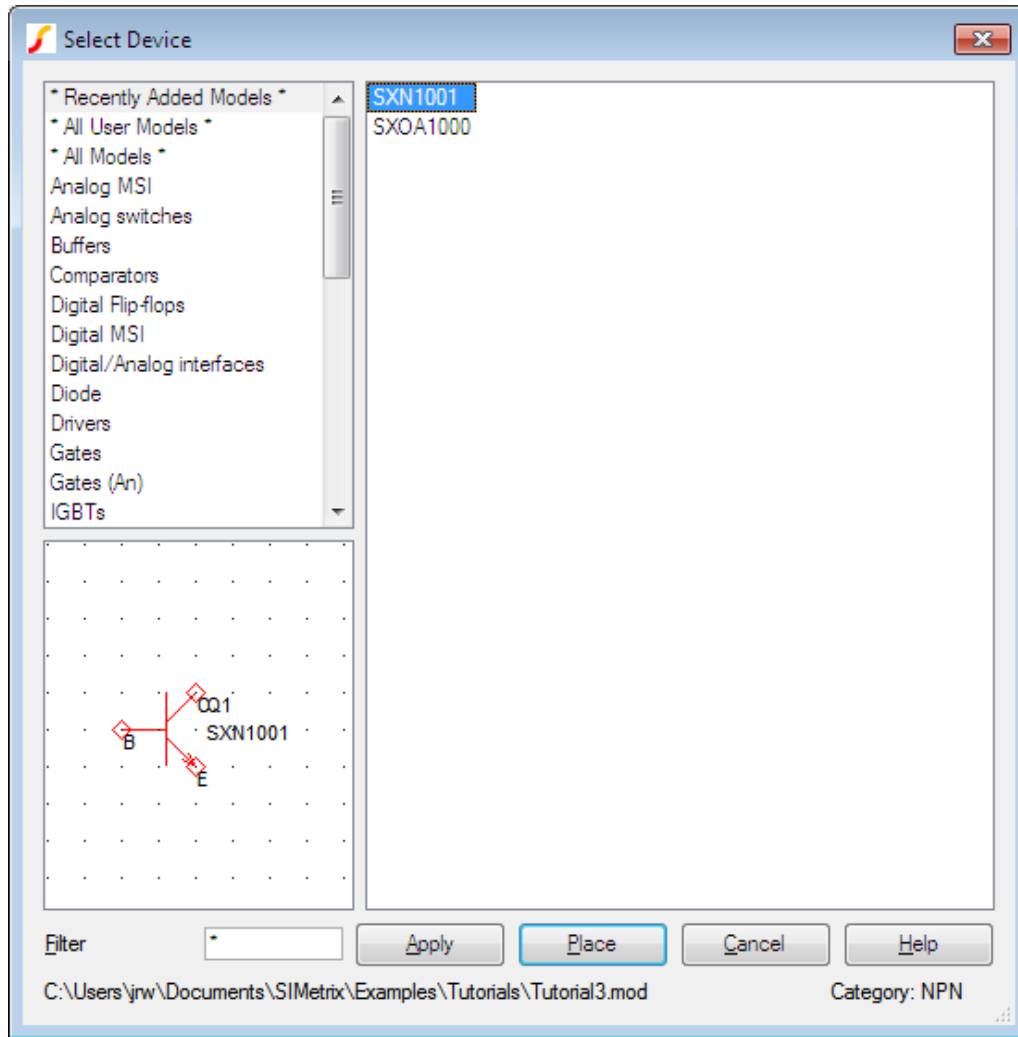 Select Device
* Recently Added Models *
* All User Models *
* All Models *
Analog MSI
Analog switches
Buffers
Comparators
Digital Flip-flops
Digital MSI
Digital/Analog interfaces
Diode
Drivers
Gates
Gates (An)
IGBTs
SXN1001
SXOA1000
C Q1
SXN1001
B
E
Filter * Apply Place Cancel Help
C:\Users\jrw\Documents\SIMetrix\Examples\Tutorials\Tutorial3.mod Category: NPN